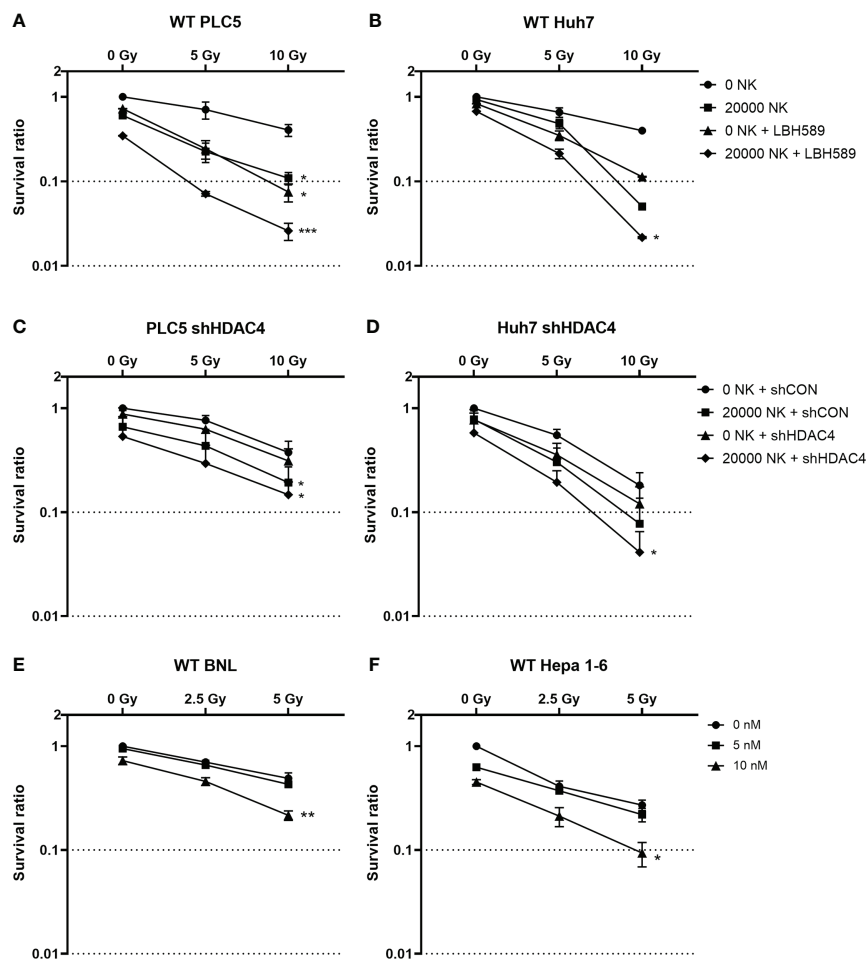 A
WT PLC5
0 Gy 5 Gy 10 Gy
2
1
0.1
0.01
Survival ratio
*
*
***
B
WT Huh7
0 Gy 5 Gy 10 Gy
2
1
0.1
0.01
Survival ratio
*
0 NK
20000 NK
0 NK + LBH589
20000 NK + LBH589
C
PLC5 shHDAC4
0 Gy 5 Gy 10 Gy
2
1
0.1
0.01
Survival ratio
*
*
D
Huh7 shHDAC4
0 Gy 5 Gy 10 Gy
2
1
0.1
0.01
Survival ratio
*
0 NK + shCON
20000 NK + shCON
0 NK + shHDAC4
20000 NK + shHDAC4
E
WT BNL
0 Gy 2.5 Gy 5 Gy
2
1
0.1
0.01
Survival ratio
**
F
WT Hepa 1-6
0 Gy 2.5 Gy 5 Gy
2
1
0.1
0.01
Survival ratio
*
0 nM
5 nM
10 nM